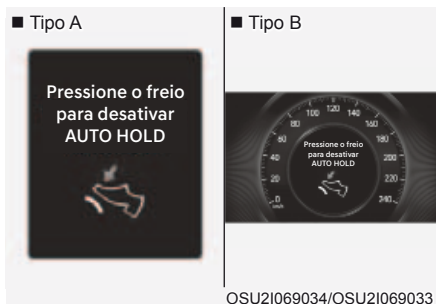 ■ Tipo A
Pressione o freio
para desativar
AUTO HOLD
■ Tipo B
0
20
40
60
80
100
120
140
160
180
200
220
240
km/h
Pressione o freio
para desativar
AUTO HOLD
OSU2I069034/OSU2I069033